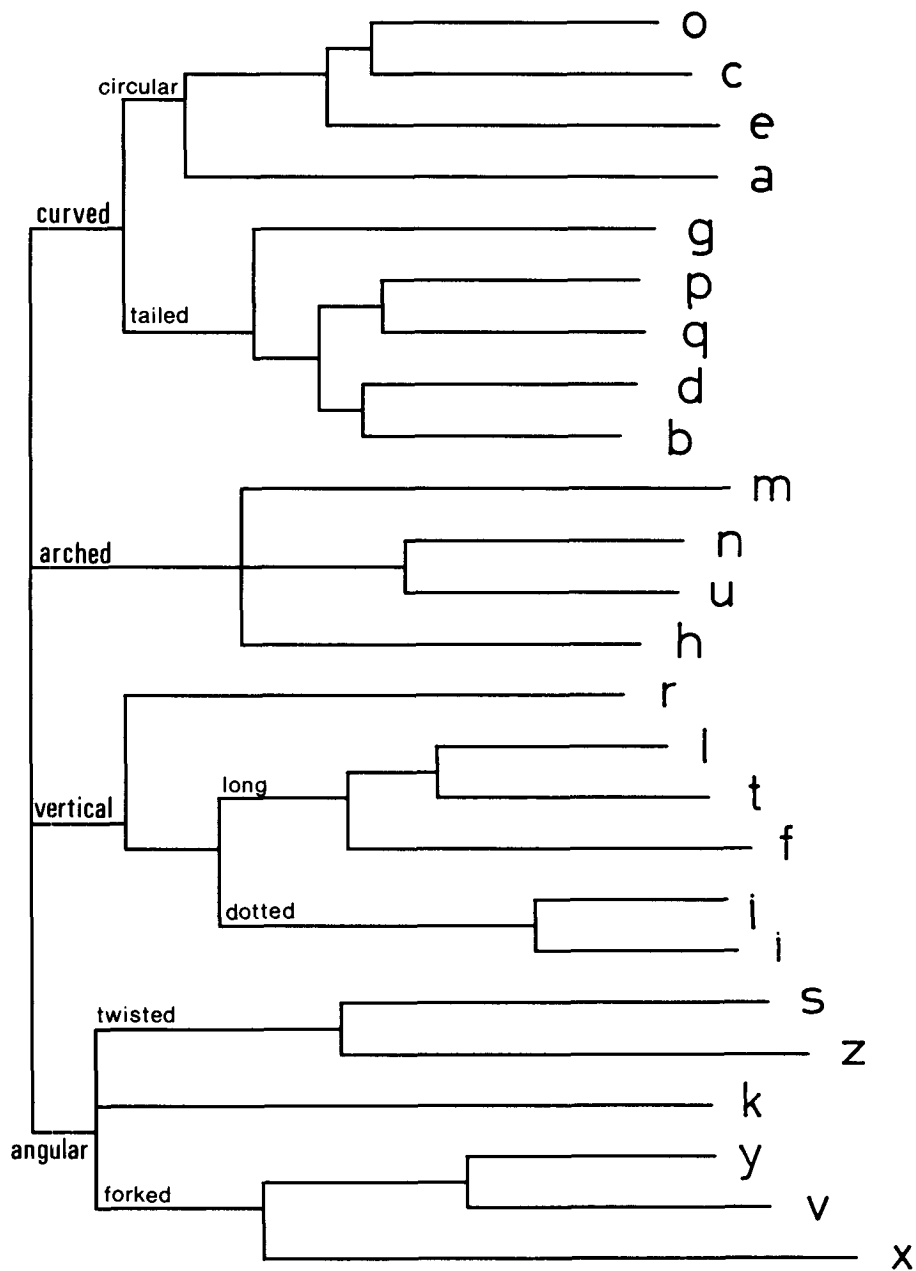 o
c
circular
e
a
curved
g
p
tailed
q
d
b
m
n
arched
u
h
r
l
long
t
vertical
f
j
dotted
i
s
twisted
z
k
angular
y
forked
v
x